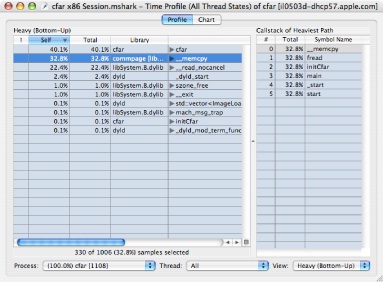 cfar x86 Session.mshark - Time Profile (All Thread States) of cfar [il0503d-dhcp57.apple.com]
Profile Chart
Heavy (Bottom-Up)
! Self Total Library
40.1% 40.1% cfar cfar
32.8% 32.8% commpage [lib... __memcpy
22.4% 22.4% libSystem.B.dylib __read_nocancel
2.4% 2.4% dyld _dyld_start
1.0% 1.0% libSystem.B.dylib szone_free
1.0% 1.0% libSystem.B.dylib __exit
0.1% 0.1% dyld std::vector<ImageLoa
0.1% 0.1% libSystem.B.dylib mach_msg_trap
0.1% 0.1% cfar initCfar
0.1% 0.1% dyld _dyld_mod_term_func
330 of 1006 (32.8%) samples selected
Callstack of Heaviest Path
# Total Symbol Name
0 32.8% __memcpy
1 32.8% fread
2 32.8% initCfar
3 32.8% main
4 32.8% _start
5 32.8% start
Process: (100.0%) cfar [1108] Thread: All View: Heavy (Bottom-Up)